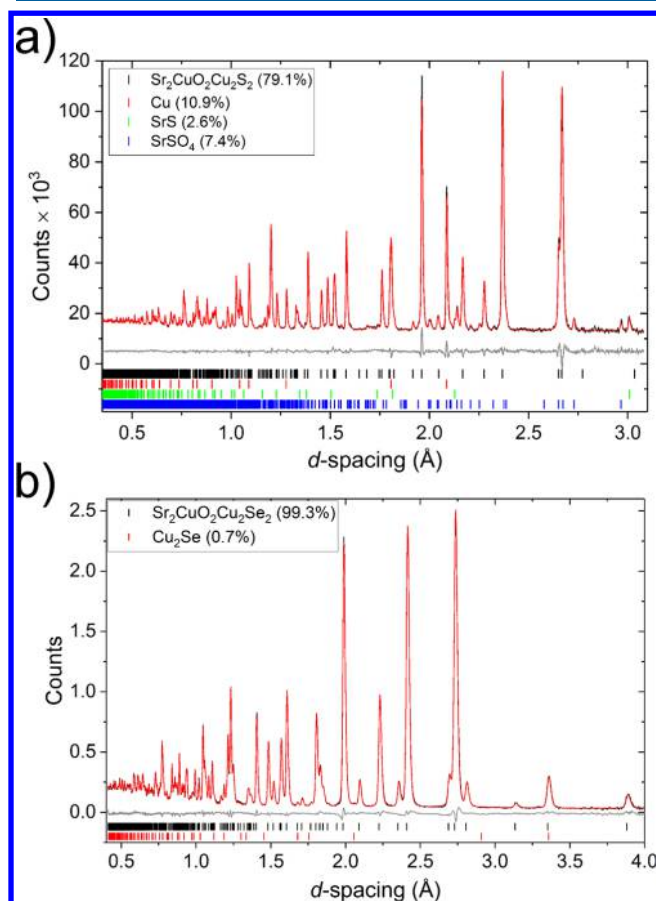 a)
120
100
80
60
40
20
0
Counts × 10³
Sr₂CuO₂Cu₂S₂ (79.1%)
Cu (10.9%)
SrS (2.6%)
SrSO₄ (7.4%)
0.5 1.0 1.5 2.0 2.5 3.0
d-spacing (Å)
b)
2.5
2.0
1.5
1.0
0.5
0.0
Counts
Sr₂CuO₂Cu₂Se₂ (99.3%)
Cu₂Se (0.7%)
0.5 1.0 1.5 2.0 2.5 3.0 3.5 4.0
d-spacing (Å)